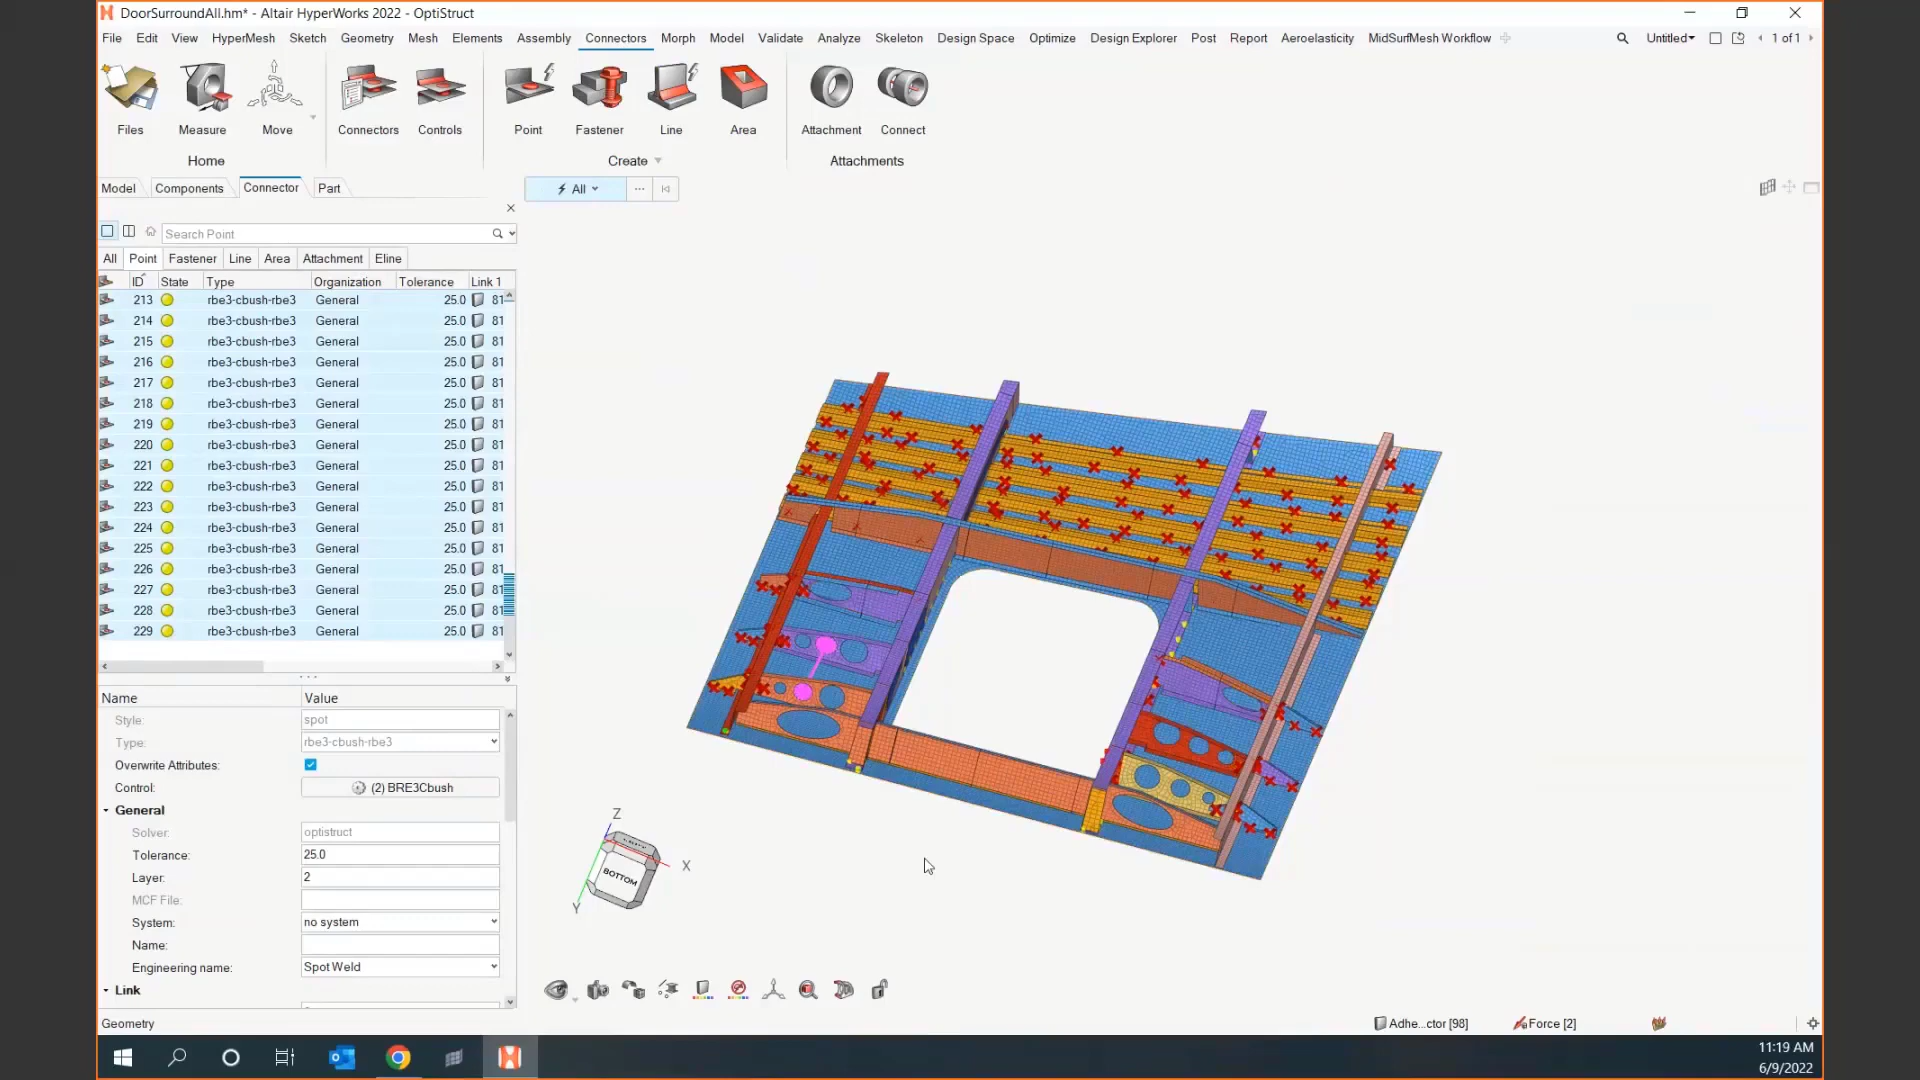 DoorSurroundAll.hm* - Altair HyperWorks 2022 - OptiStruct
File Edit View HyperMesh Sketch Geometry Mesh Elements Assembly Connectors Morph Model Validate Analyze Skeleton Design Space Optimize Design Explorer Post Report Aeroelasticity MidSurfMesh Workflow Untitled 1 of 1
Files Measure Move Connectors Controls Point Fastener Line Area Attachment Connect
Home Create Attachments
Model Components Connector Part All
Search Point
All Point Fastener Line Area Attachment Eline
ID State Type Organization Tolerance Link 1
213 rbe3-cbush-rbe3 General 25.0 81
214 rbe3-cbush-rbe3 General 25.0 81
215 rbe3-cbush-rbe3 General 25.0 81
216 rbe3-cbush-rbe3 General 25.0 81
217 rbe3-cbush-rbe3 General 25.0 81
218 rbe3-cbush-rbe3 General 25.0 81
219 rbe3-cbush-rbe3 General 25.0 81
220 rbe3-cbush-rbe3 General 25.0 81
221 rbe3-cbush-rbe3 General 25.0 81
222 rbe3-cbush-rbe3 General 25.0 81
223 rbe3-cbush-rbe3 General 25.0 81
224 rbe3-cbush-rbe3 General 25.0 81
225 rbe3-cbush-rbe3 General 25.0 81
226 rbe3-cbush-rbe3 General 25.0 81
227 rbe3-cbush-rbe3 General 25.0 81
228 rbe3-cbush-rbe3 General 25.0 81
229 rbe3-cbush-rbe3 General 25.0 81
Name Value
Style: spot
Type: rbe3-cbush-rbe3
Overwrite Attributes:
Control: (2) BRE3Cbush
General
Solver: optistruct
Tolerance: 25.0
Layer: 2
MCF File:
System: no system
Name:
Engineering name: Spot Weld
Link
Z
X
BOTTOM
Y
Geometry Adhe...ctor [98] Force [2]
11:19 AM
6/9/2022